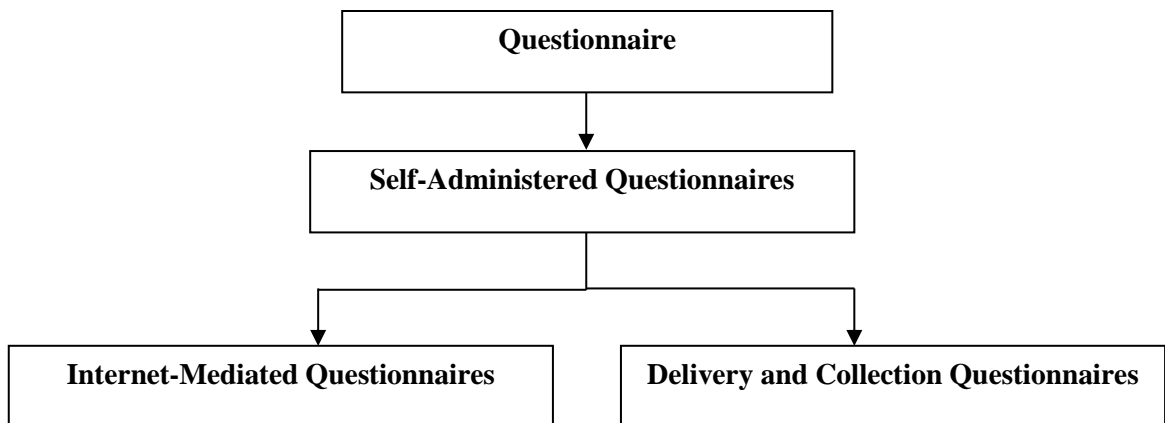 Questionnaire
Self-Administered Questionnaires
Internet-Mediated Questionnaires
Delivery and Collection Questionnaires